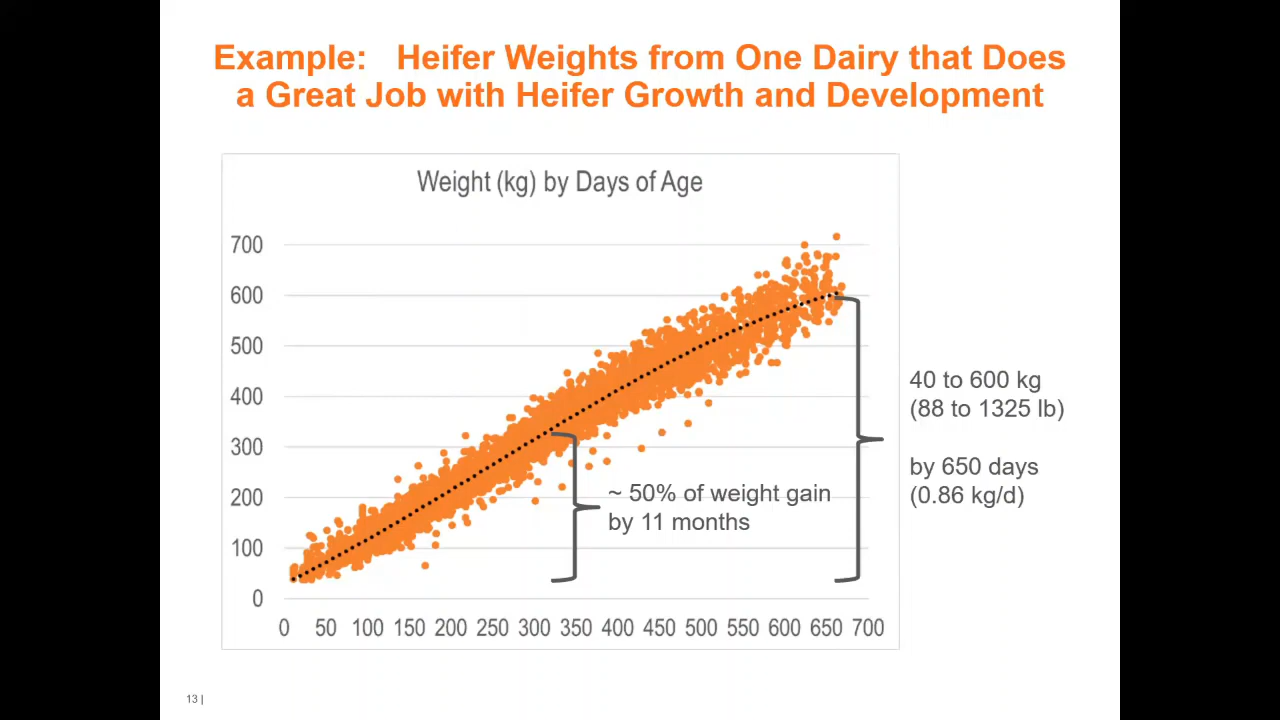 Example: Heifer Weights from One Dairy that Does
a Great Job with Heifer Growth and Development
Weight (kg) by Days of Age
700
600
500
400
300
200
100
0
0 50 100 150 200 250 300 350 400 450 500 550 600 650 700
~ 50% of weight gain
by 11 months
40 to 600 kg
(88 to 1325 lb)
by 650 days
(0.86 kg/d)
13 |